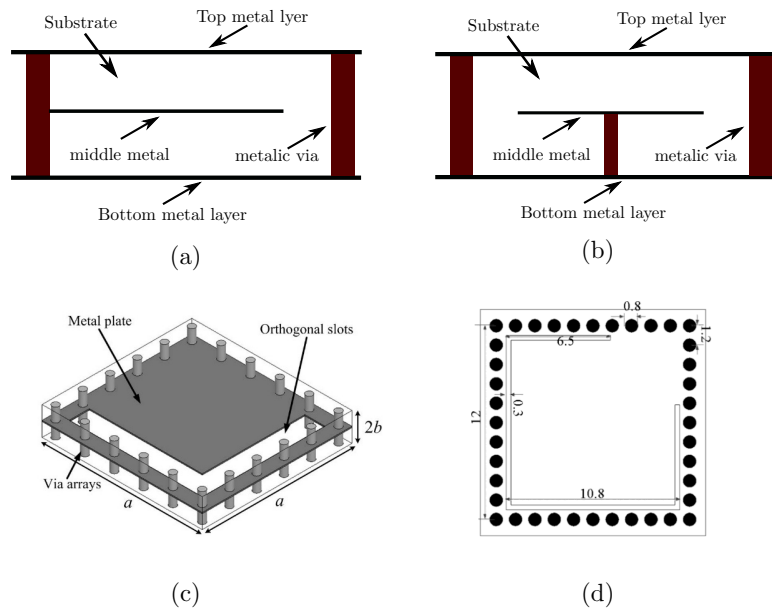 Substrate
Top metal lyer
middle metal
metalic via
Bottom metal layer
(a)
Substrate
Top metal lyer
middle metal
metalic via
Bottom metal layer
(b)
Metal plate
Orthogonal slots
Via arrays
a
a
2b
(c)
0.8
1.2
6.5
0.3
12
10.8
(d)